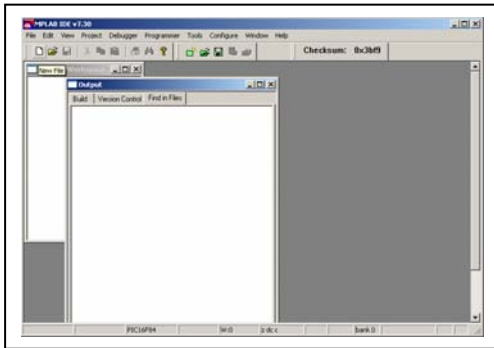 MPLAB IDE v7.30
File Edit View Project Debugger Programmer Tools Configure Window Help
Checksum: 0x3bf9
New File
Output
Build Version Control Find in Files
PIC16F84 W:0 z dc c bank 0